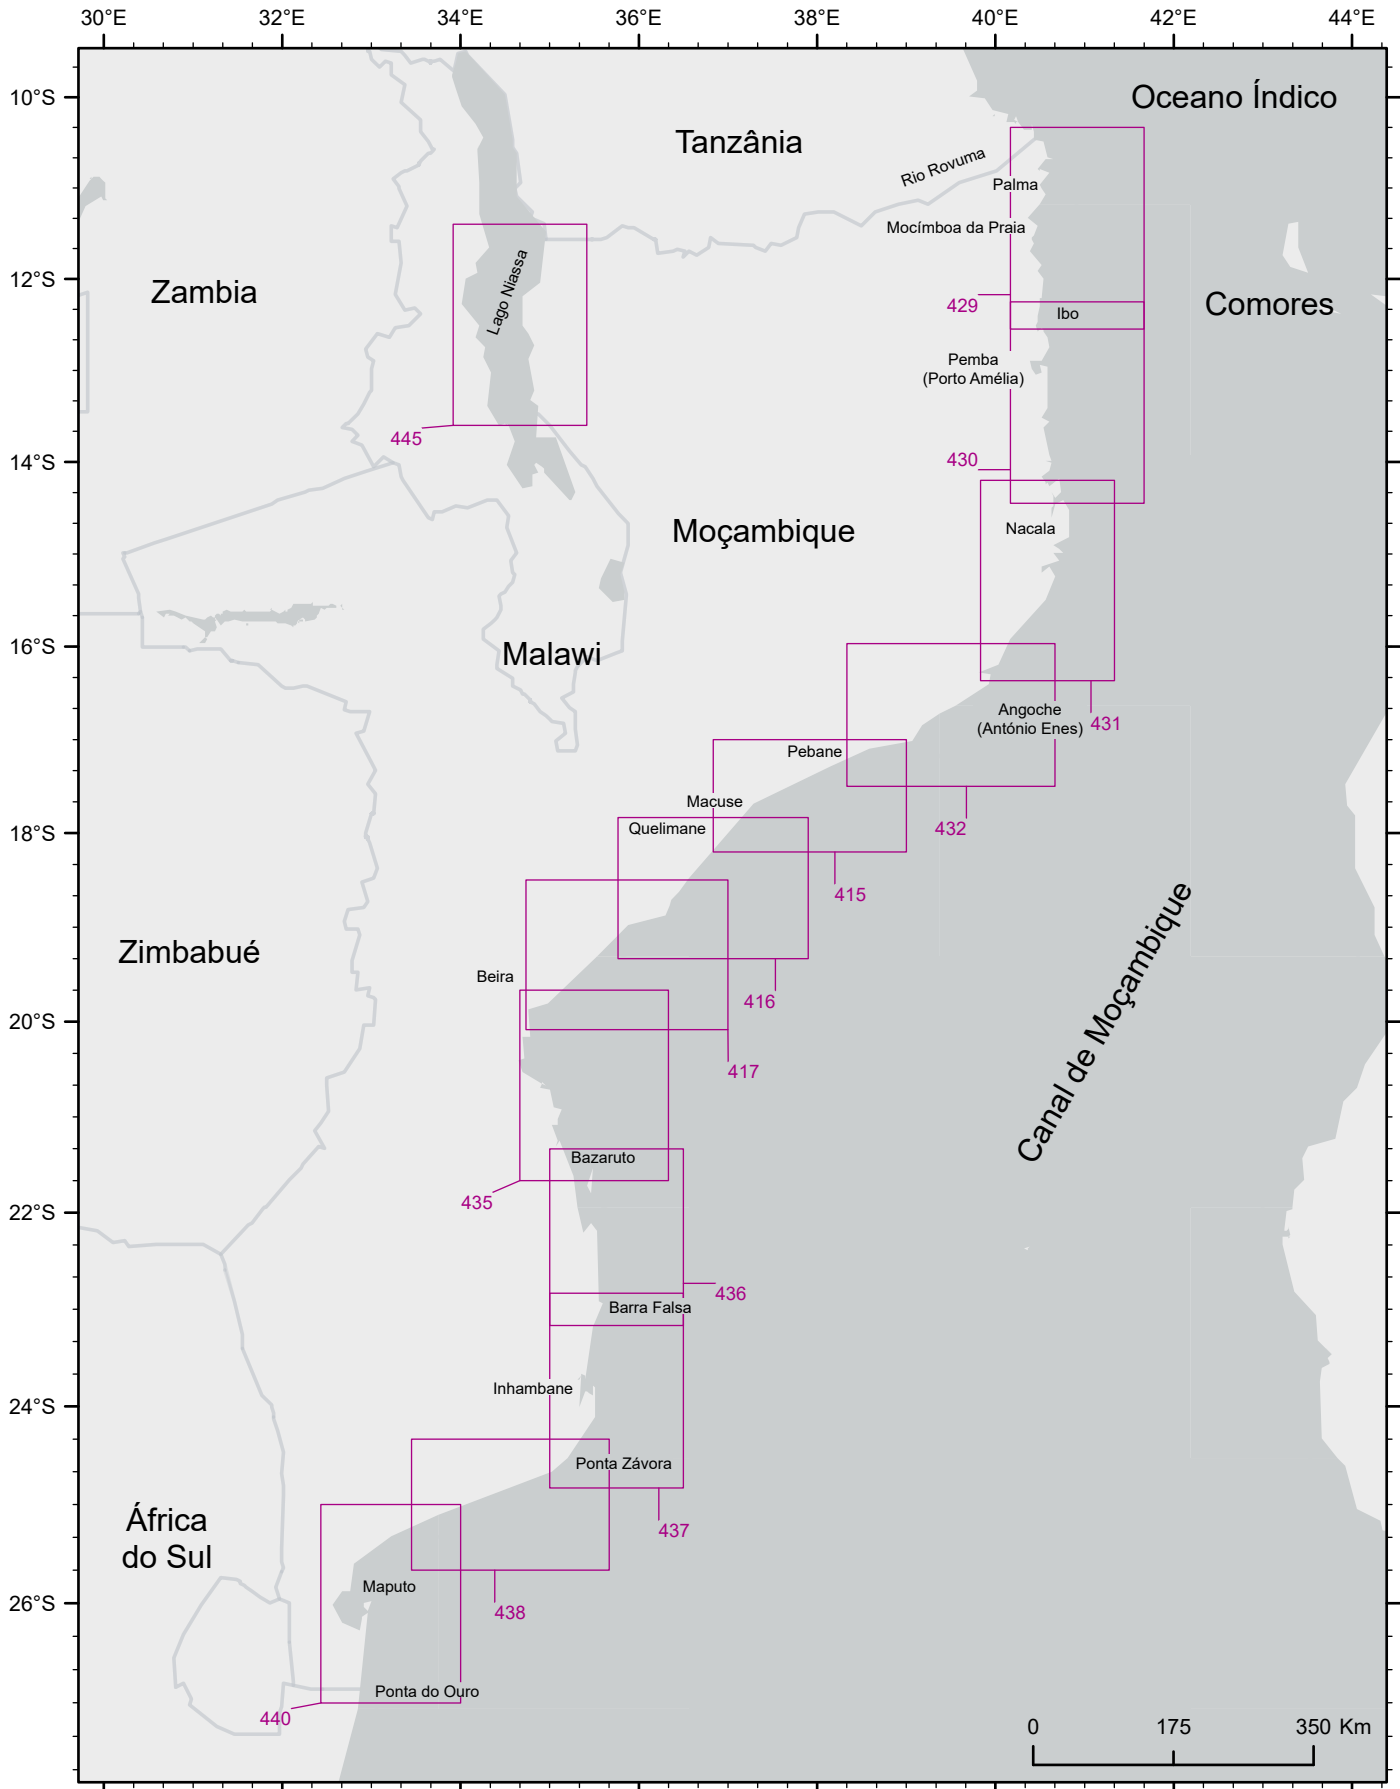 30°E
32°E
34°E
36°E
38°E
40°E
42°E
44°E
10°S
Oceano Índico
Tanzânia
Rio Rovuma
Palma
Mocímboa da Praia
12°S
Zambia
Lago Niassa
429
Ibo
Comores
Pemba
(Porto Amélia)
445
14°S
430
Moçambique
Nacala
16°S
Malawi
Angoche
(António Enes)
431
Pebane
Macuse
Quelimane
432
18°S
415
Canal de Moçambique
Zimbabué
Beira
416
20°S
417
Bazaruto
435
22°S
436
Barra Falsa
Inhambane
24°S
Ponta Závora
África
do Sul
437
Maputo
26°S
438
Ponta do Ouro
440
0
175
350 Km